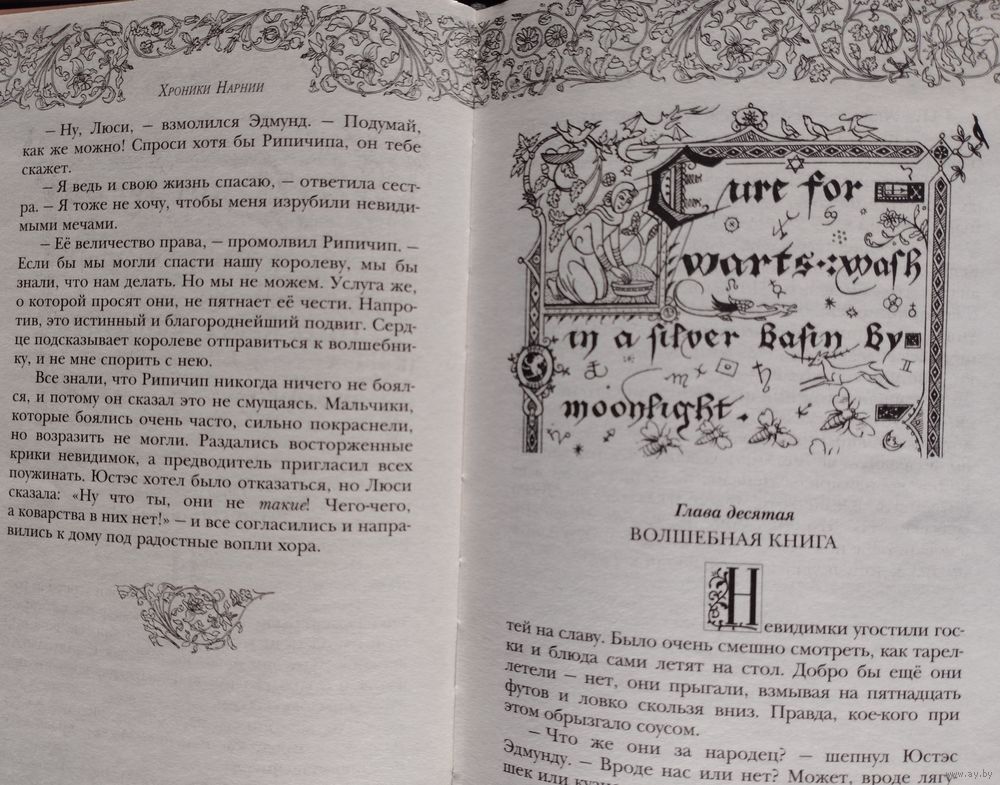 Хроники Нарнии
– Ну, Люси, – взмолился Эдмунд. – Подумай,
как же можно! Спроси хотя бы Рипичипа, он тебе
скажет.
– Я ведь и свою жизнь спасаю, – ответила сест-
ра. – Я тоже не хочу, чтобы меня изрубили невиди-
мыми мечами.
– Её величество права, – промолвил Рипичип. –
Если бы мы могли спасти нашу королеву, мы бы
знали, что нам делать. Но мы не можем. Услуга же,
о которой просят они, не пятнает её чести. Напро-
тив, это истинный и благороднейший подвиг. Серд-
це подсказывает королеве отправиться к волшебни-
ку, и не мне спорить с нею.
Все знали, что Рипичип никогда ничего не боял-
ся, и потому он сказал это не смущаясь. Мальчики,
которые боялись очень часто, сильно покраснели,
но возразить не могли. Раздались восторженные
крики невидимок, а предводитель пригласил всех
поужинать. Юстэс хотел было отказаться, но Люси
сказала: «Ну что ты, они не такие! Чего-чего,
а коварства в них нет!» – и все согласились и напра-
вились к дому под радостные вопли хора.
Cure for
warts: wash
in a silver basin by
moonlight.
Глава десятая
ВОЛШЕБНАЯ КНИГА
Невидимки угостили гос-
тей на славу. Было очень смешно смотреть, как тарел-
ки и блюда сами летят на стол. Добро бы ещё они
летели – нет, они прыгали, взмывая на пятнадцать
футов и ловко скользя вниз. Правда, кое-кого при
этом обрызгало соусом.
– Что же они за народец? – шепнул Юстэс
Эдмунду. – Вроде нас или нет? Может, вроде лягу-
шек или
www.ay.by